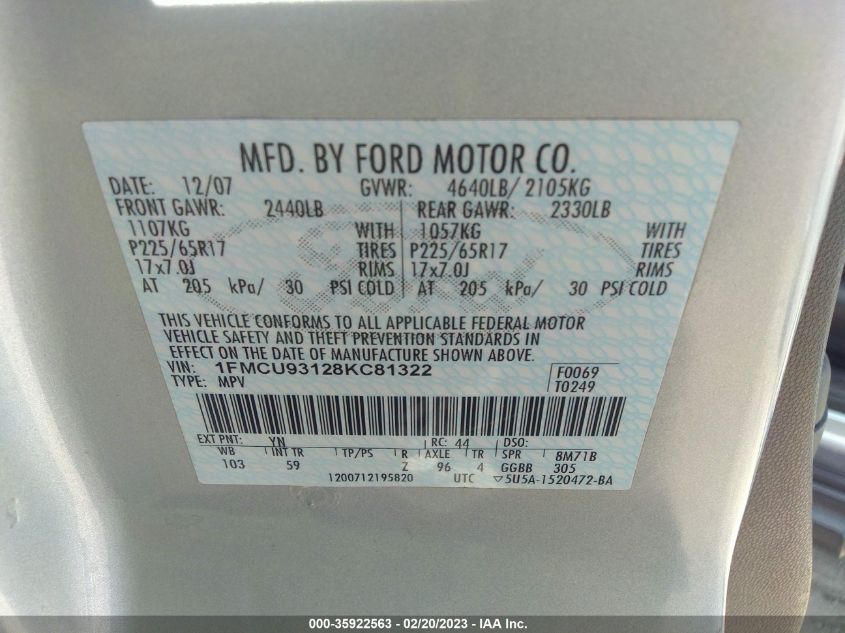 MFD. BY FORD MOTOR CO.
DATE: 12/07 GVWR: 4640LB/ 2105KG
FRONT GAWR: 2440LB REAR GAWR: 2330LB
1107KG WITH 1057KG WITH
P225/65R17 TIRES P225/65R17 TIRES
17x7.0J RIMS 17x7.0J RIMS
AT 205 kPa/ 30 PSI COLD AT 205 kPa/ 30 PSI COLD
THIS VEHICLE CONFORMS TO ALL APPLICABLE FEDERAL MOTOR
VEHICLE SAFETY AND THEFT PREVENTION STANDARDS IN
EFFECT ON THE DATE OF MANUFACTURE SHOWN ABOVE.
VIN: 1FMCU93128KC81322 F0069
TYPE: MPV T0249
EXT PNT: YN RC: 44 DSO:
WB INT TR TP/PS R AXLE TR SPR 8M71B
103 59 Z 96 4 GGBB 305
1200712195820 UTC ▽5U5A-1520472-BA
000-35922563 - 02/20/2023 - IAA Inc.